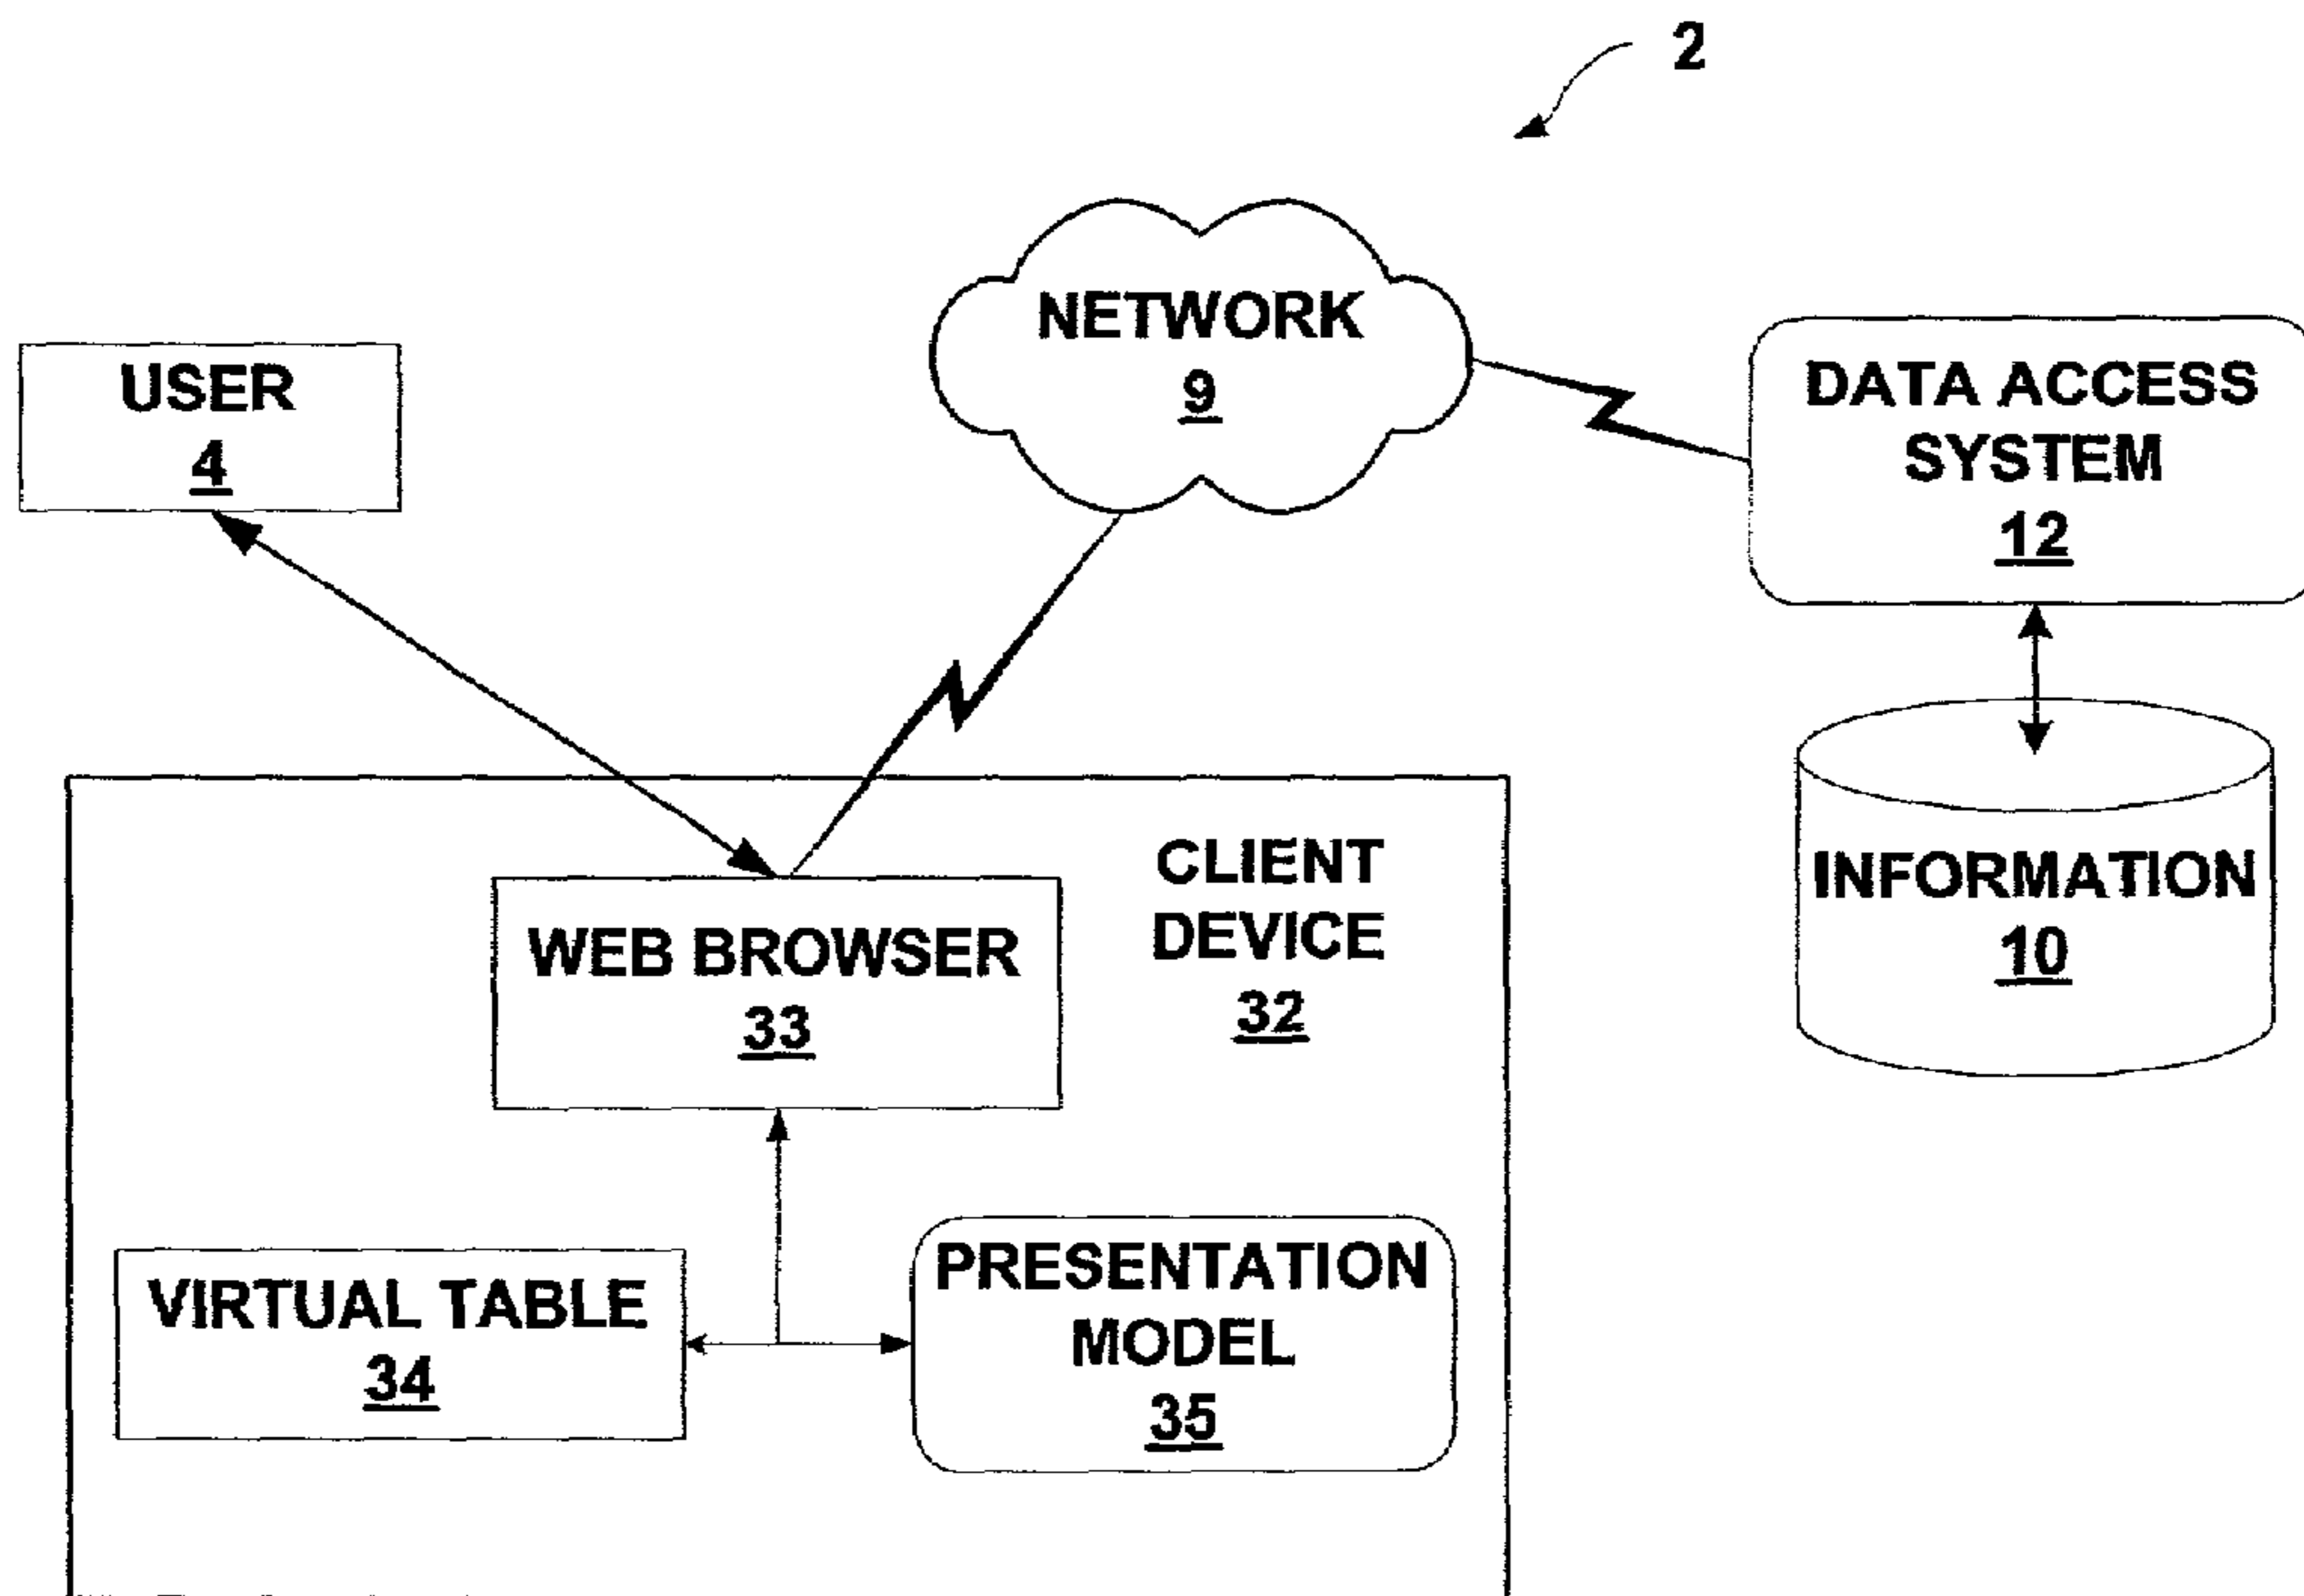 2
NETWORK
9
USER
4
DATA ACCESS
SYSTEM
12
CLIENT
DEVICE
32
INFORMATION
10
WEB BROWSER
33
VIRTUAL TABLE
34
PRESENTATION
MODEL
35